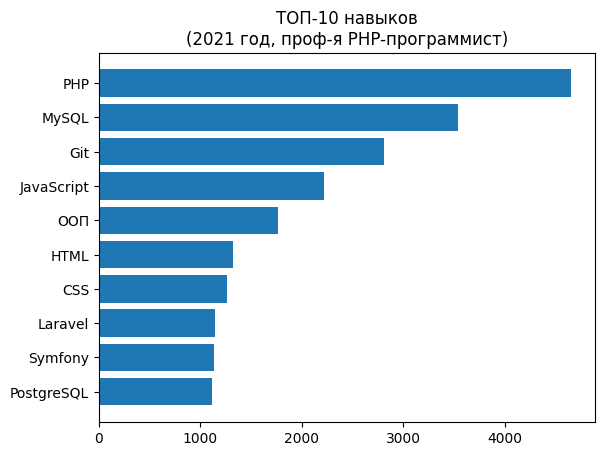 ТОП-10 навыков
(2021 год, проф-я PHP-программист)
PHP
MySQL
Git
JavaScript
ООП
HTML
CSS
Laravel
Symfony
PostgreSQL
0 1000 2000 3000 4000